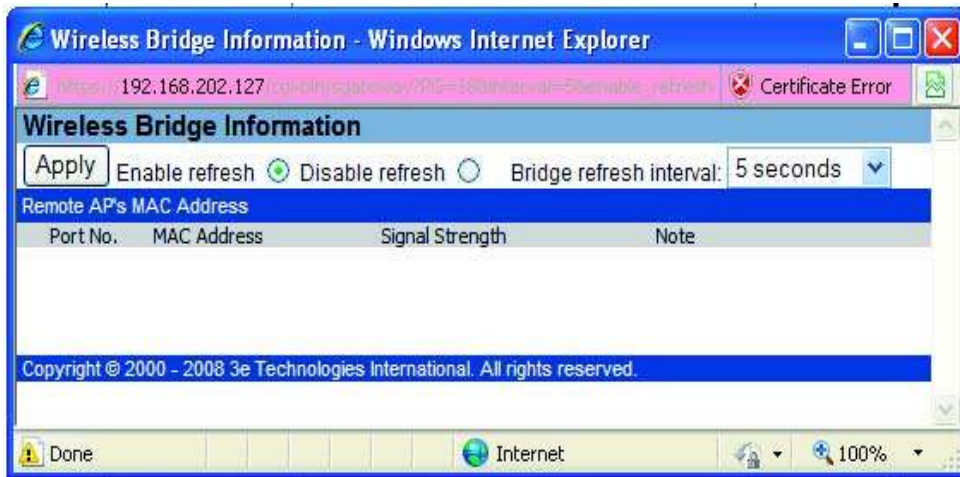 Wireless Bridge Information - Windows Internet Explorer
192.168.202.127 Certificate Error
Wireless Bridge Information
Apply Enable refresh Disable refresh Bridge refresh interval: 5 seconds
Remote AP's MAC Address
Port No. MAC Address Signal Strength Note
Copyright © 2000 - 2008 3e Technologies International. All rights reserved.
Done Internet 100%